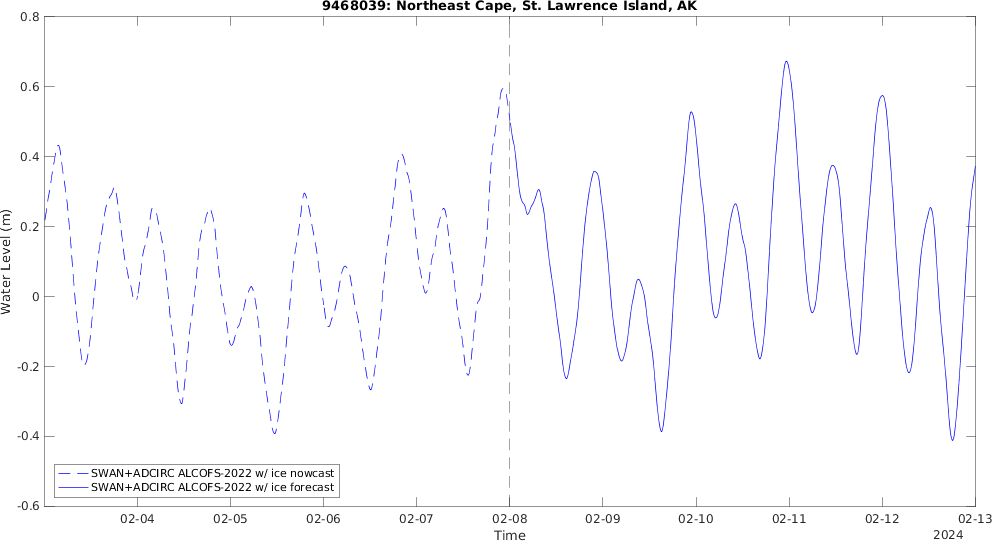 9468039: Northeast Cape, St. Lawrence Island, AK
0.8
0.6
0.4
0.2
0
-0.2
-0.4
-0.6
Water Level (m)
SWAN+ADCIRC ALCOFS-2022 w/ ice nowcast
SWAN+ADCIRC ALCOFS-2022 w/ ice forecast
02-04 02-05 02-06 02-07 02-08 02-09 02-10 02-11 02-12 02-13
Time
2024